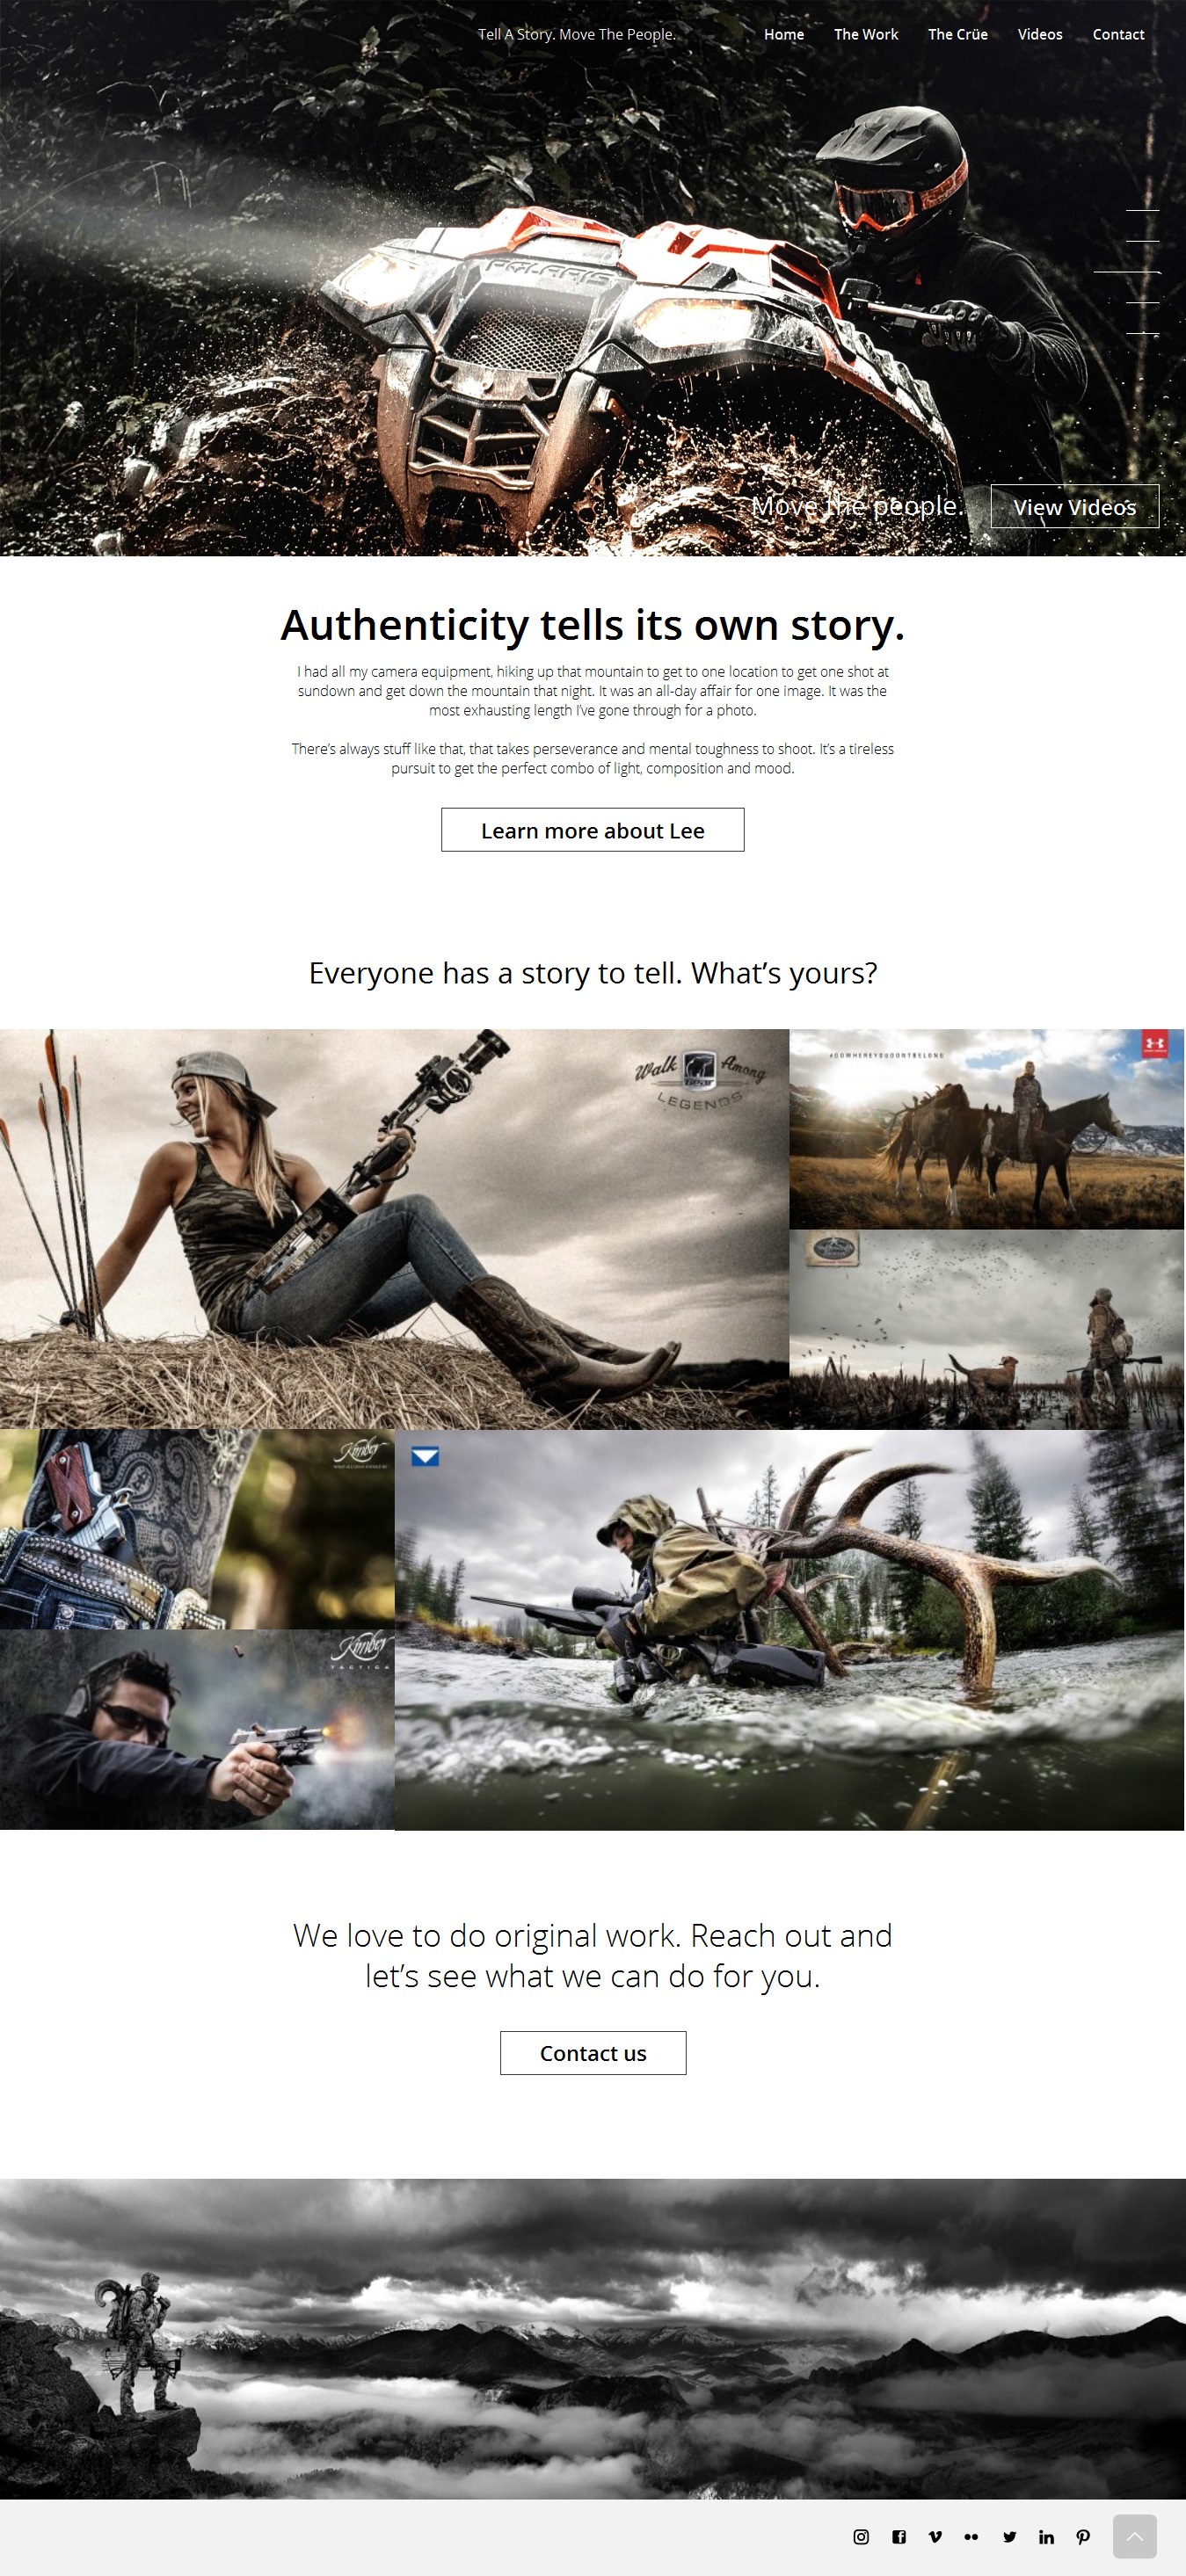 Tell A Story. Move The People.
Home
The Work
The Crüe
Videos
Contact
POLARIS
Move the people.
View Videos
Authenticity tells its own story.
I had all my camera equipment, hiking up that mountain to get to one location to get one shot at
sundown and get down the mountain that night. It was an all-day affair for one image. It was the
most exhausting length I’ve gone through for a photo.
There’s always stuff like that, that takes perseverance and mental toughness to shoot. It’s a tireless
pursuit to get the perfect combo of light, composition and mood.
Learn more about Lee
Everyone has a story to tell. What’s yours?
Walk Among
Bear
LEGENDS
#GOWHEREYOUDONTBELONG
Kimber
Kimber
We love to do original work. Reach out and
let’s see what we can do for you.
Contact us